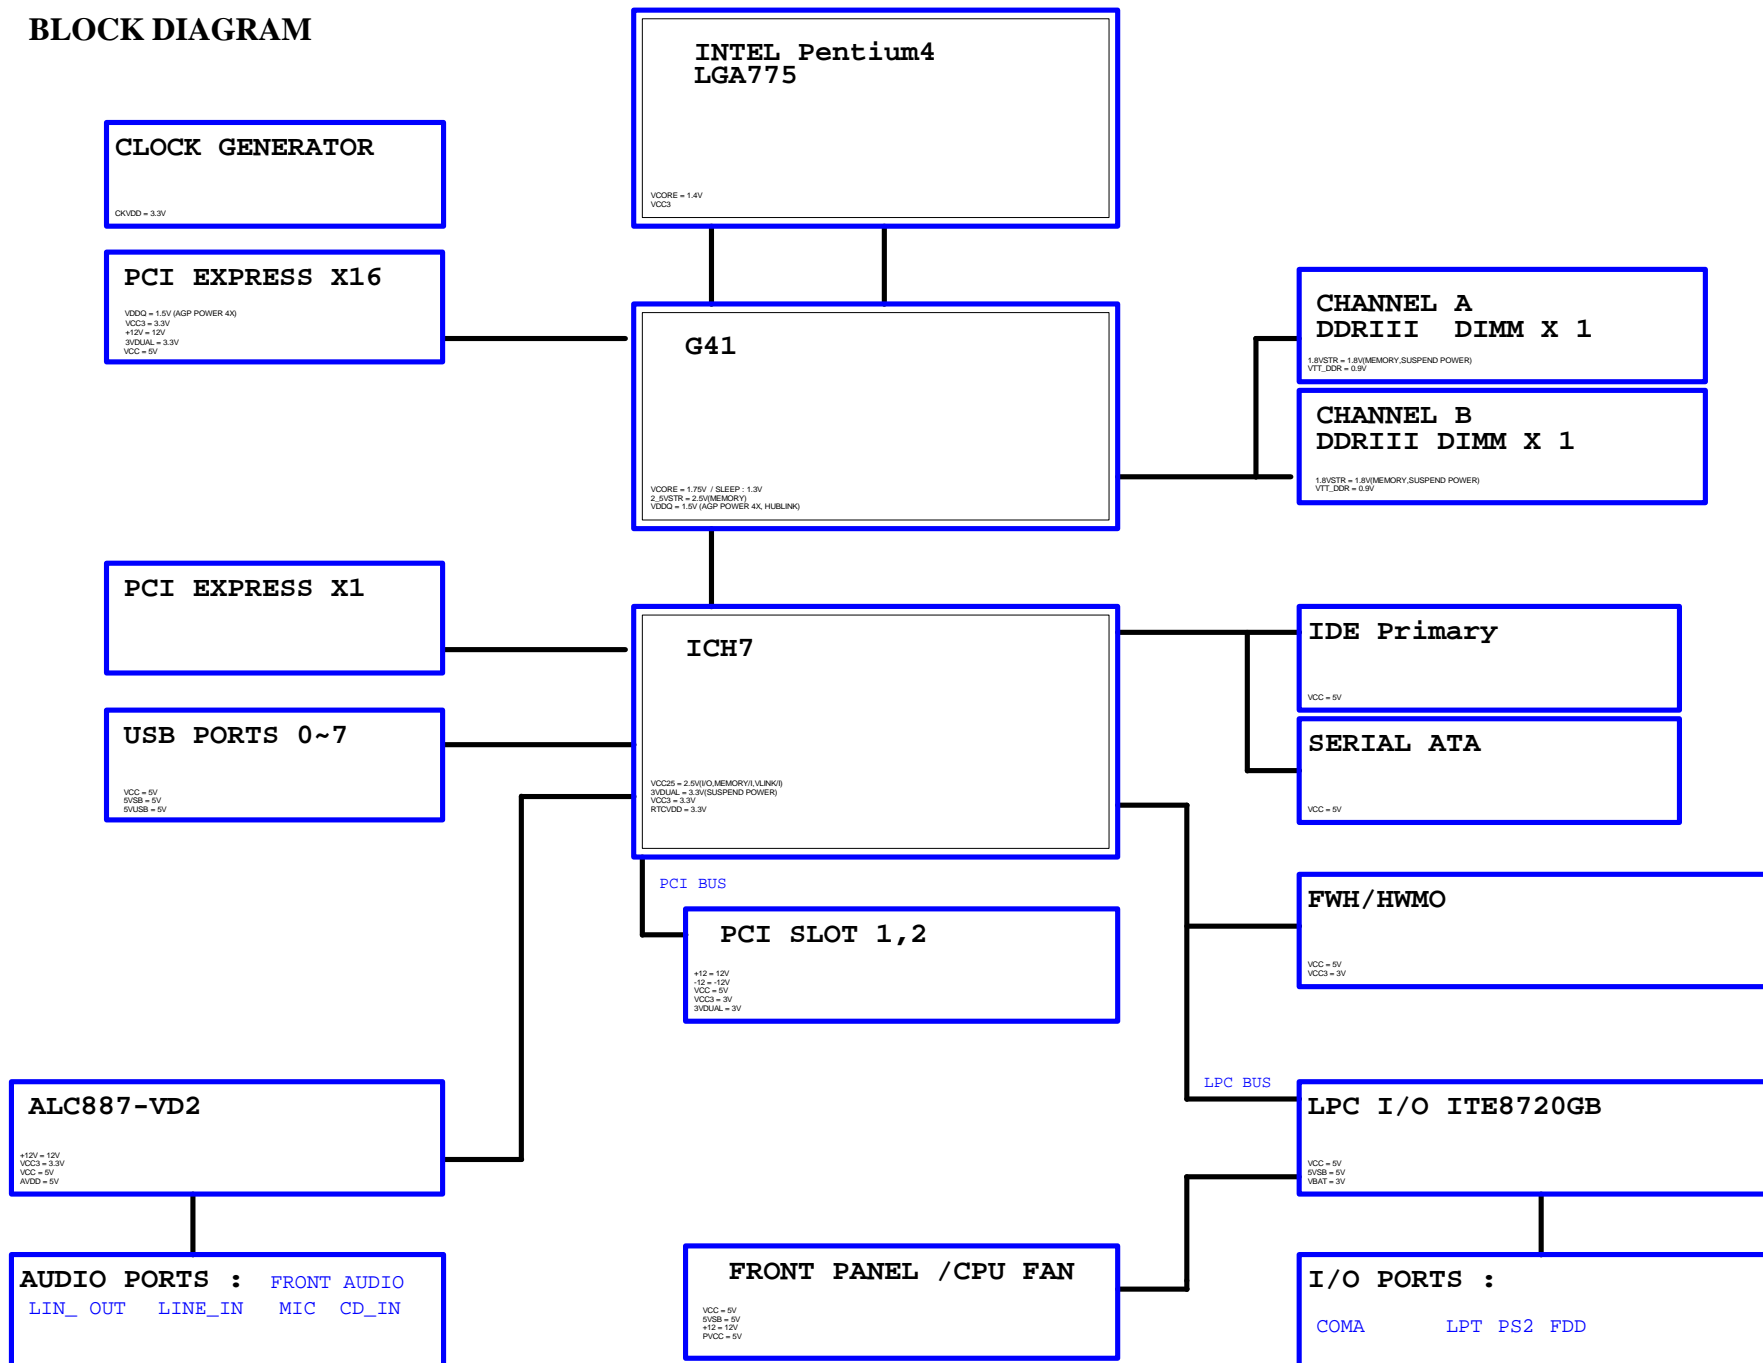 BLOCK DIAGRAM
INTEL Pentium4
LGA775
VCORE = 1.4V
VCC3
CLOCK GENERATOR
CKVDD = 3.3V
PCI EXPRESS X16
VDDQ = 1.5V (AGP POWER 4X)
VCC3 = 3.3V
+12V = 12V
3VDUAL = 3.3V
VCC = 5V
G41
VCORE = 1.75V / SLEEP : 1.3V
2_5VSTR = 2.5V(MEMORY)
VDDQ = 1.5V (AGP POWER 4X, HUBLINK)
CHANNEL A
DDRIII DIMM X 1
1.8VSTR = 1.8V(MEMORY,SUSPEND POWER)
VTT_DDR = 0.9V
CHANNEL B
DDRIII DIMM X 1
1.8VSTR = 1.8V(MEMORY,SUSPEND POWER)
VTT_DDR = 0.9V
PCI EXPRESS X1
USB PORTS 0~7
VCC = 5V
5VSB = 5V
5VUSB = 5V
ICH7
VCC25 = 2.5V(I/O,MEMORY/I,VLINK/I)
3VDUAL = 3.3V(SUSPEND POWER)
VCC3 = 3.3V
RTCVDD = 3.3V
IDE Primary
VCC = 5V
SERIAL ATA
VCC = 5V
PCI BUS
PCI SLOT 1,2
+12 = 12V
-12 = -12V
VCC = 5V
VCC3 = 3V
3VDUAL = 3V
FWH/HWMO
VCC = 5V
VCC3 = 3V
ALC887-VD2
+12V = 12V
VCC3 = 3.3V
VCC = 5V
AVDD = 5V
LPC BUS
LPC I/O ITE8720GB
VCC = 5V
5VSB = 5V
VBAT = 3V
AUDIO PORTS : FRONT AUDIO
LIN_ OUT LINE_IN MIC CD_IN
FRONT PANEL /CPU FAN
VCC = 5V
5VSB = 5V
+12 = 12V
PVCC = 5V
I/O PORTS :
COMA LPT PS2 FDD